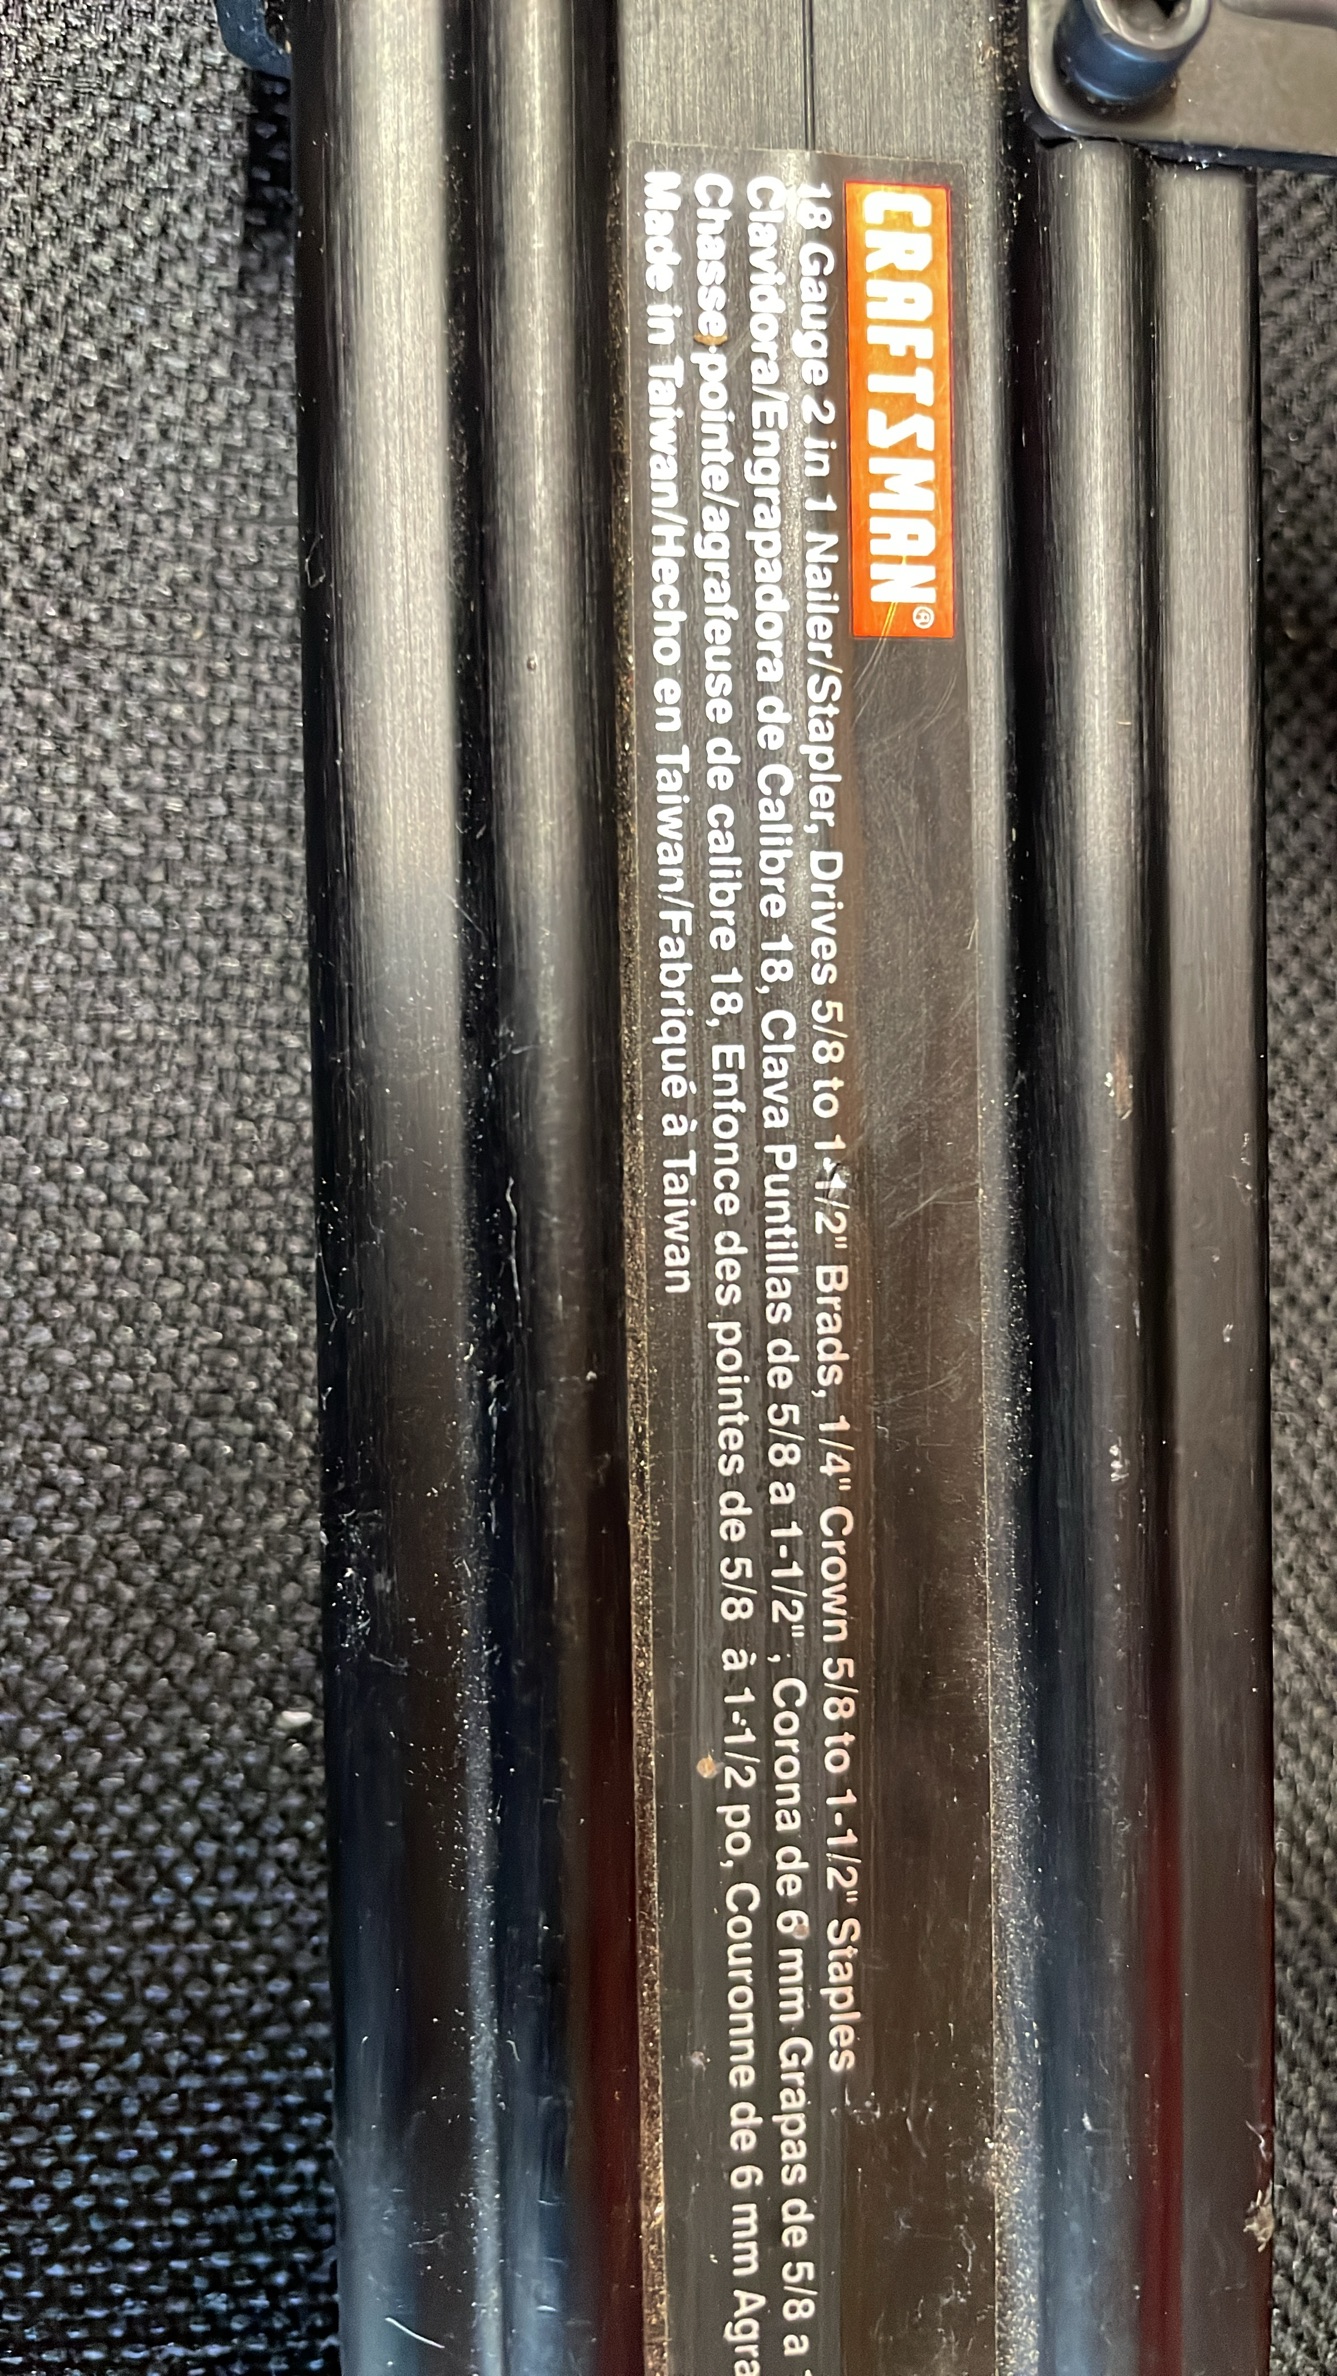 CRAFTSMAN®
18 Gauge 2 in 1 Nailer/Stapler, Drives 5/8 to 1-1/2" Brads, 1/4" Crown 5/8 to 1-1/2" Staples
Clavidora/Engrapadora de Calibre 18, Clava Puntillas de 5/8 a 1-1/2", Corona de 6 mm Grapas de 5/8 a
Chasse-pointe/agrafeuse de calibre 18, Enfonce des pointes de 5/8 à 1-1/2 po, Couronne de 6 mm
Made in Taiwan/Hecho en Taiwan/Fabriqué à Taiwan